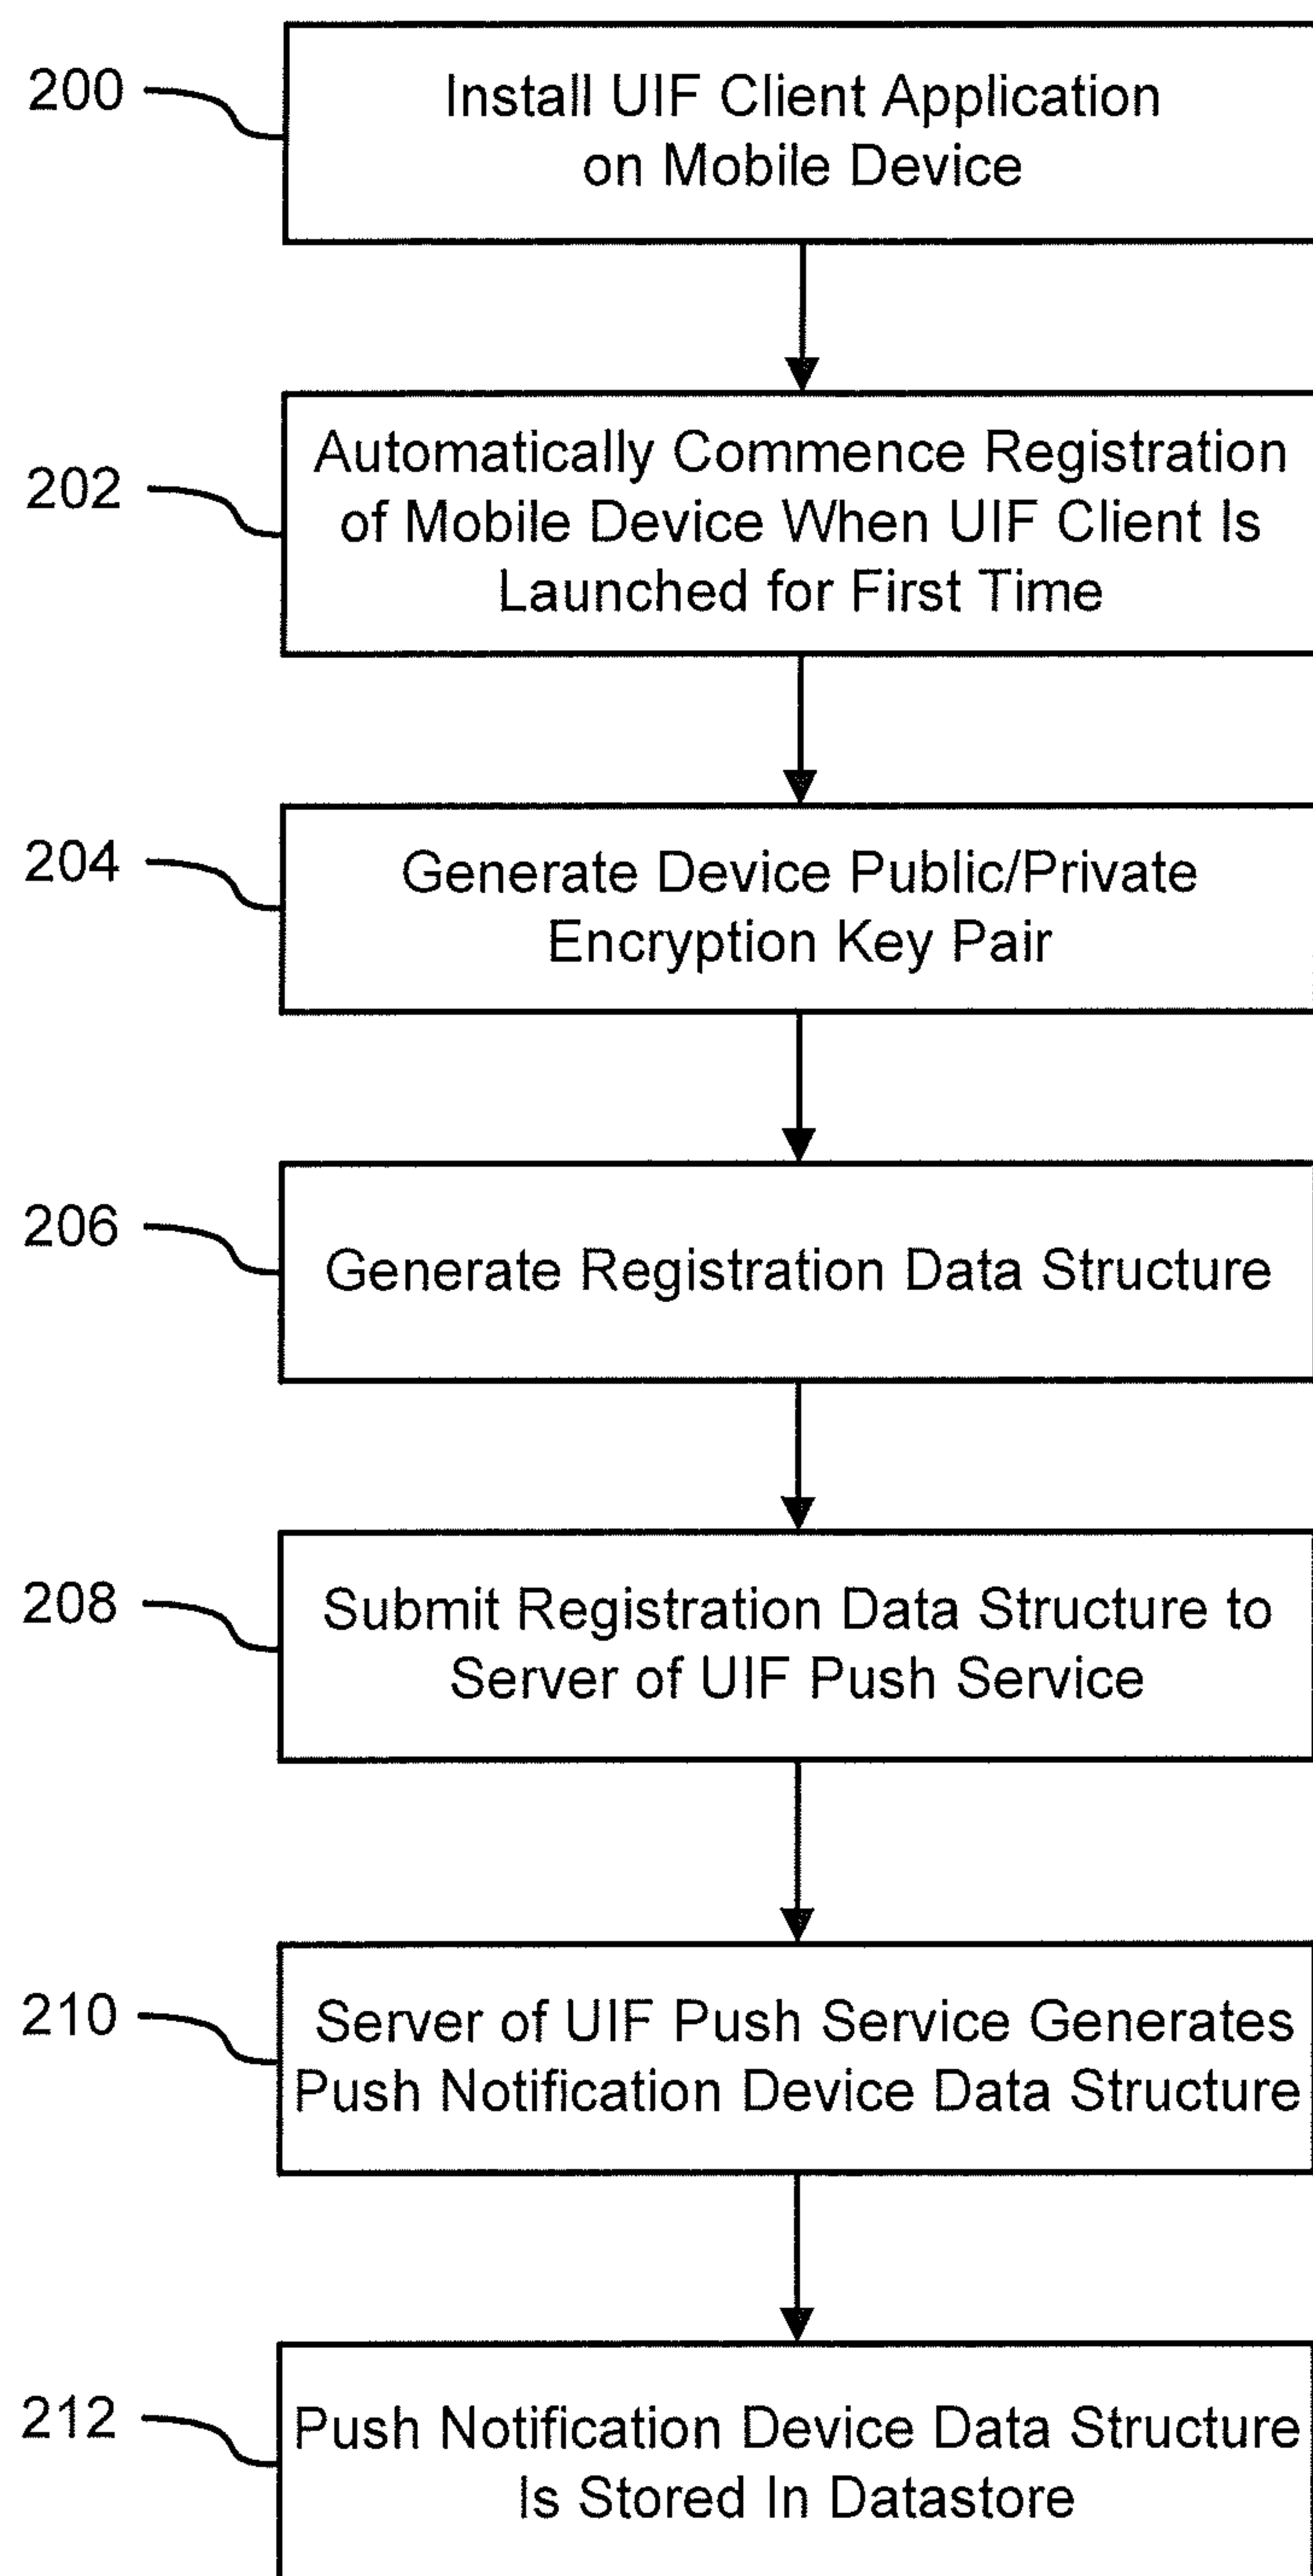 200
Install UIF Client Application
on Mobile Device
202
Automatically Commence Registration
of Mobile Device When UIF Client Is
Launched for First Time
204
Generate Device Public/Private
Encryption Key Pair
206
Generate Registration Data Structure
208
Submit Registration Data Structure to
Server of UIF Push Service
210
Server of UIF Push Service Generates
Push Notification Device Data Structure
212
Push Notification Device Data Structure
Is Stored In Datastore